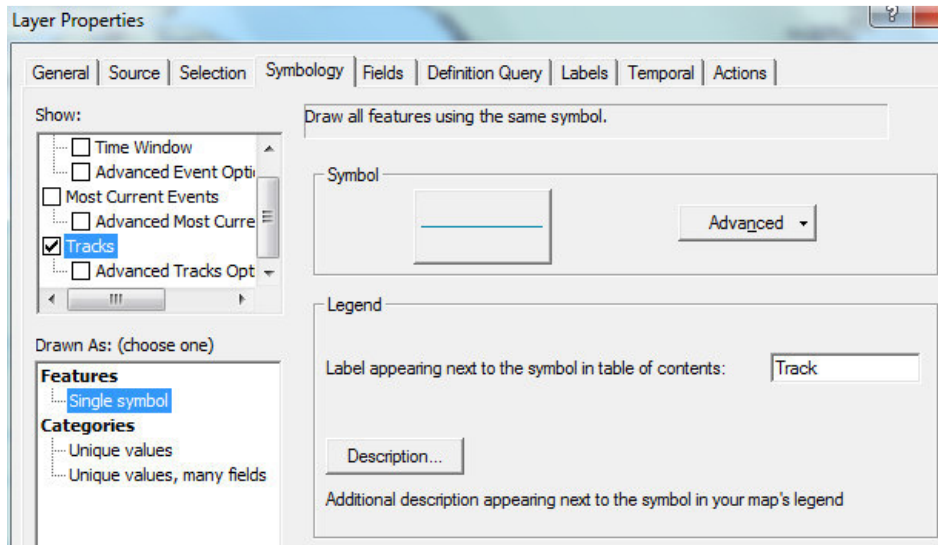 Layer Properties
?
General Source Selection Symbology Fields Definition Query Labels Temporal Actions
Show:
Time Window
Advanced Event Opti
Most Current Events
Advanced Most Curre
Tracks
Advanced Tracks Opt
Drawn As: (choose one)
Features
Single symbol
Categories
Unique values
Unique values, many fields
Draw all features using the same symbol.
Symbol
Advanced
Legend
Label appearing next to the symbol in table of contents: Track
Description...
Additional description appearing next to the symbol in your map's legend